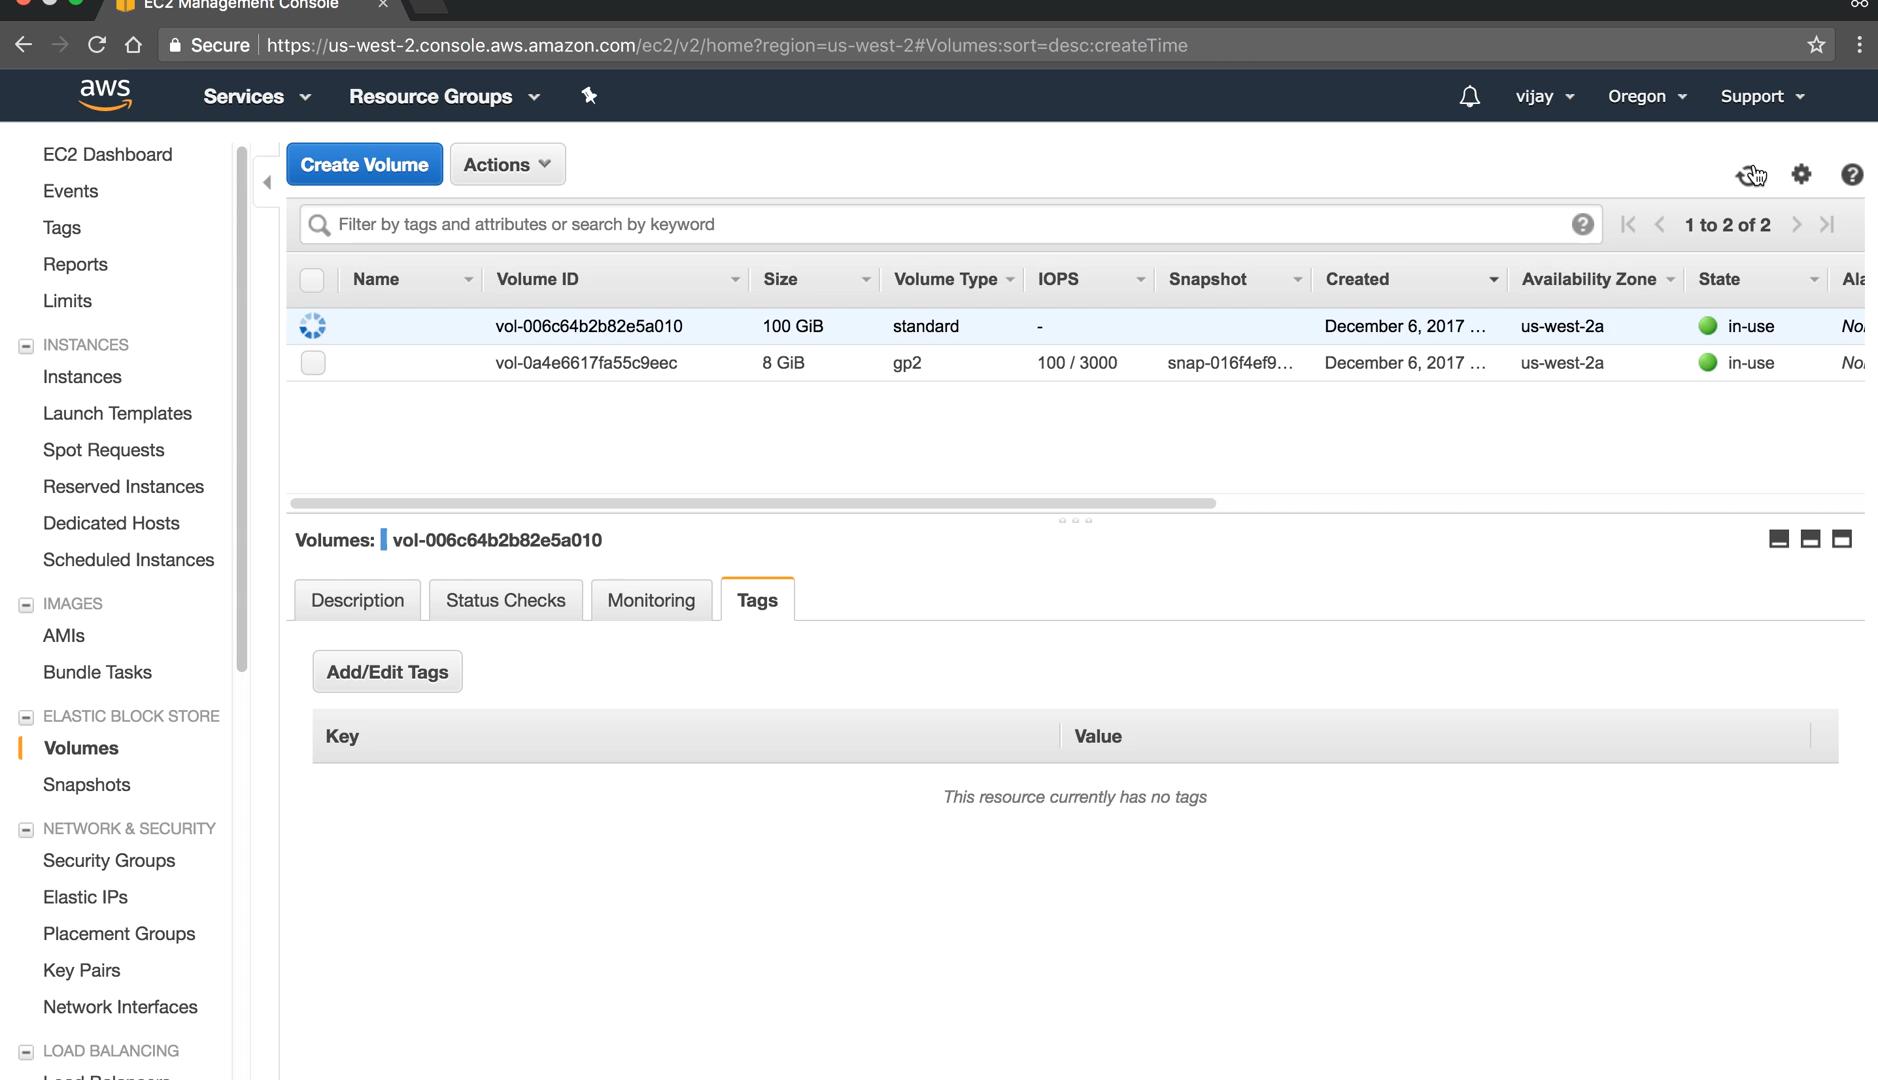 EC2 Management Console
Secure https://us-west-2.console.aws.amazon.com/ec2/v2/home?region=us-west-2#Volumes:sort=desc:createTime
aws Services Resource Groups vijay Oregon Support
EC2 Dashboard
Events
Tags
Reports
Limits
INSTANCES
Instances
Launch Templates
Spot Requests
Reserved Instances
Dedicated Hosts
Scheduled Instances
IMAGES
AMIs
Bundle Tasks
ELASTIC BLOCK STORE
Volumes
Snapshots
NETWORK & SECURITY
Security Groups
Elastic IPs
Placement Groups
Key Pairs
Network Interfaces
LOAD BALANCING
Create Volume Actions
Filter by tags and attributes or search by keyword 1 to 2 of 2
Name Volume ID Size Volume Type IOPS Snapshot Created Availability Zone State Ala
vol-006c64b2b82e5a010 100 GiB standard - December 6, 2017 ... us-west-2a in-use
vol-0a4e6617fa55c9eec 8 GiB gp2 100 / 3000 snap-016f4ef9... December 6, 2017 ... us-west-2a in-use
Volumes: vol-006c64b2b82e5a010
Description Status Checks Monitoring Tags
Add/Edit Tags
Key Value
This resource currently has no tags